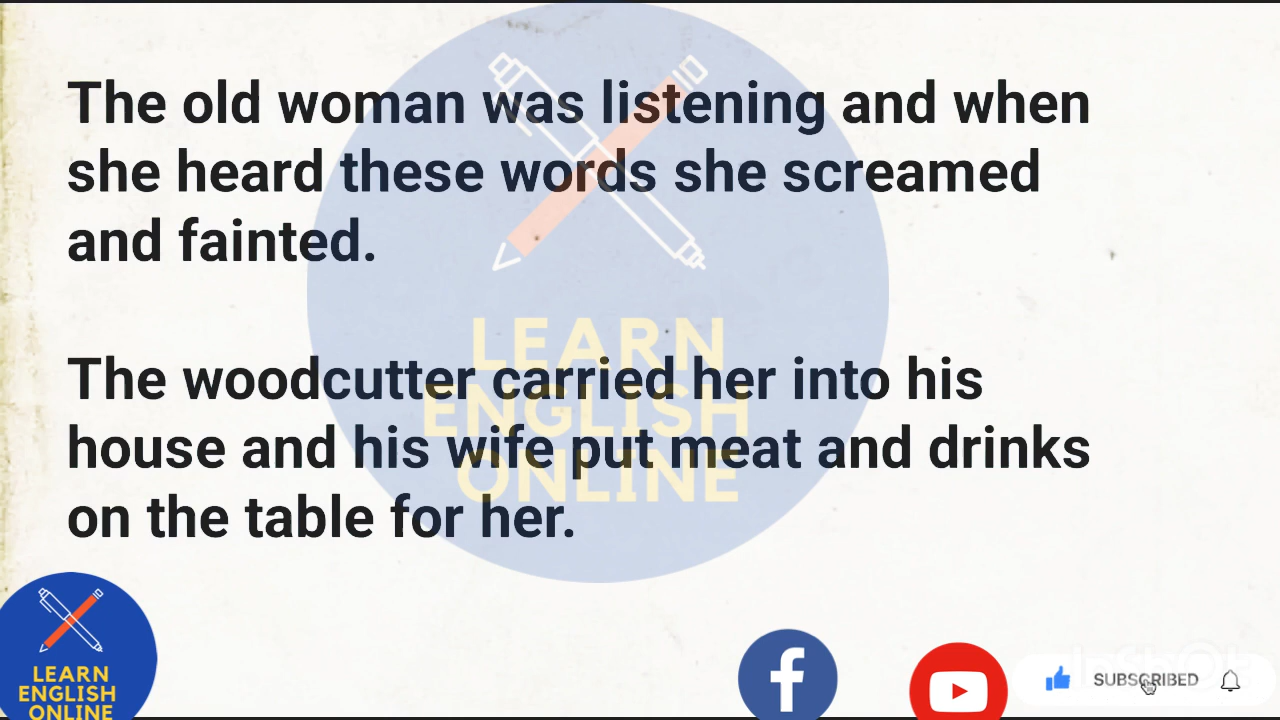 The old woman was listening and when
she heard these words she screamed
and fainted.
The woodcutter carried her into his
house and his wife put meat and drinks
on the table for her.
LEARN
ENGLISH
ONLINE
LEARN
ENGLISH
ONLINE
f
SUBSCRIBED